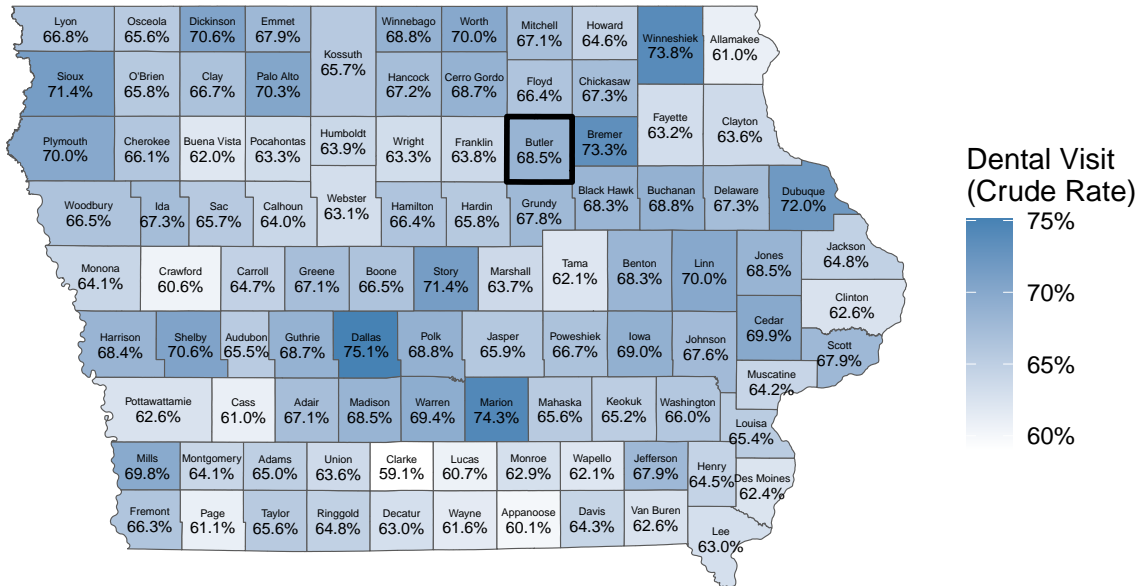 Lyon
66.8%
Osceola
65.6%
Dickinson
70.6%
Emmet
67.9%
Kossuth
65.7%
Winnebago
68.8%
Worth
70.0%
Mitchell
67.1%
Howard
64.6%
Winneshiek
73.8%
Allamakee
61.0%
Sioux
71.4%
O'Brien
65.8%
Clay
66.7%
Palo Alto
70.3%
Hancock
67.2%
Cerro Gordo
68.7%
Floyd
66.4%
Chickasaw
67.3%
Fayette
63.2%
Clayton
63.6%
Plymouth
70.0%
Cherokee
66.1%
Buena Vista
62.0%
Pocahontas
63.3%
Humboldt
63.9%
Wright
63.3%
Franklin
63.8%
Butler
68.5%
Bremer
73.3%
Woodbury
66.5%
Ida
67.3%
Sac
65.7%
Calhoun
64.0%
Webster
63.1%
Hamilton
66.4%
Hardin
65.8%
Grundy
67.8%
Black Hawk
68.3%
Buchanan
68.8%
Delaware
67.3%
Dubuque
72.0%
Monona
64.1%
Crawford
60.6%
Carroll
64.7%
Greene
67.1%
Boone
66.5%
Story
71.4%
Marshall
63.7%
Tama
62.1%
Benton
68.3%
Linn
70.0%
Jones
68.5%
Jackson
64.8%
Clinton
62.6%
Harrison
68.4%
Shelby
70.6%
Audubon
65.5%
Guthrie
68.7%
Dallas
75.1%
Polk
68.8%
Jasper
65.9%
Poweshiek
66.7%
Iowa
69.0%
Johnson
67.6%
Cedar
69.9%
Scott
67.9%
Muscatine
64.2%
Pottawattamie
62.6%
Cass
61.0%
Adair
67.1%
Madison
68.5%
Warren
69.4%
Marion
74.3%
Mahaska
65.6%
Keokuk
65.2%
Washington
66.0%
Louisa
65.4%
Mills
69.8%
Montgomery
64.1%
Adams
65.0%
Union
63.6%
Clarke
59.1%
Lucas
60.7%
Monroe
62.9%
Wapello
62.1%
Jefferson
67.9%
Henry
64.5%
Des Moines
62.4%
Fremont
66.3%
Page
61.1%
Taylor
65.6%
Ringgold
64.8%
Decatur
63.0%
Wayne
61.6%
Appanoose
60.1%
Davis
64.3%
Van Buren
62.6%
Lee
63.0%
Dental Visit
(Crude Rate)
75%
70%
65%
60%